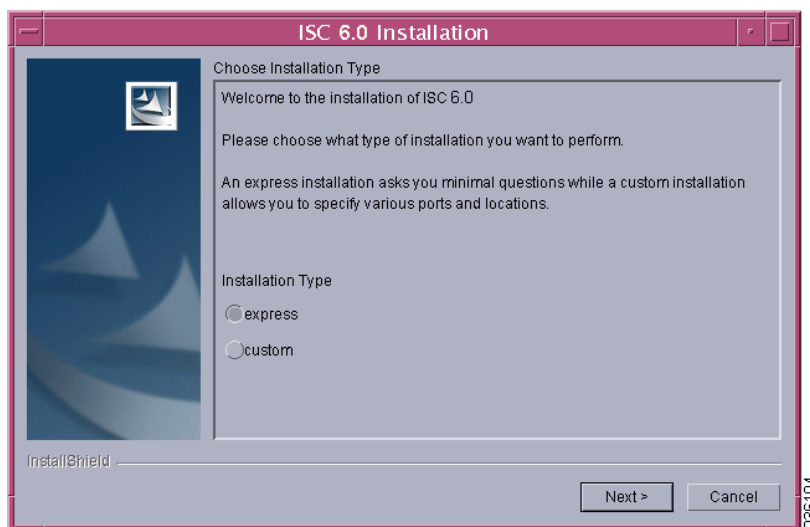 ISC 6.0 Installation
Choose Installation Type
Welcome to the installation of ISC 6.0
Please choose what type of installation you want to perform.
An express installation asks you minimal questions while a custom installation
allows you to specify various ports and locations.
Installation Type
express
custom
InstallShield
Next >
Cancel